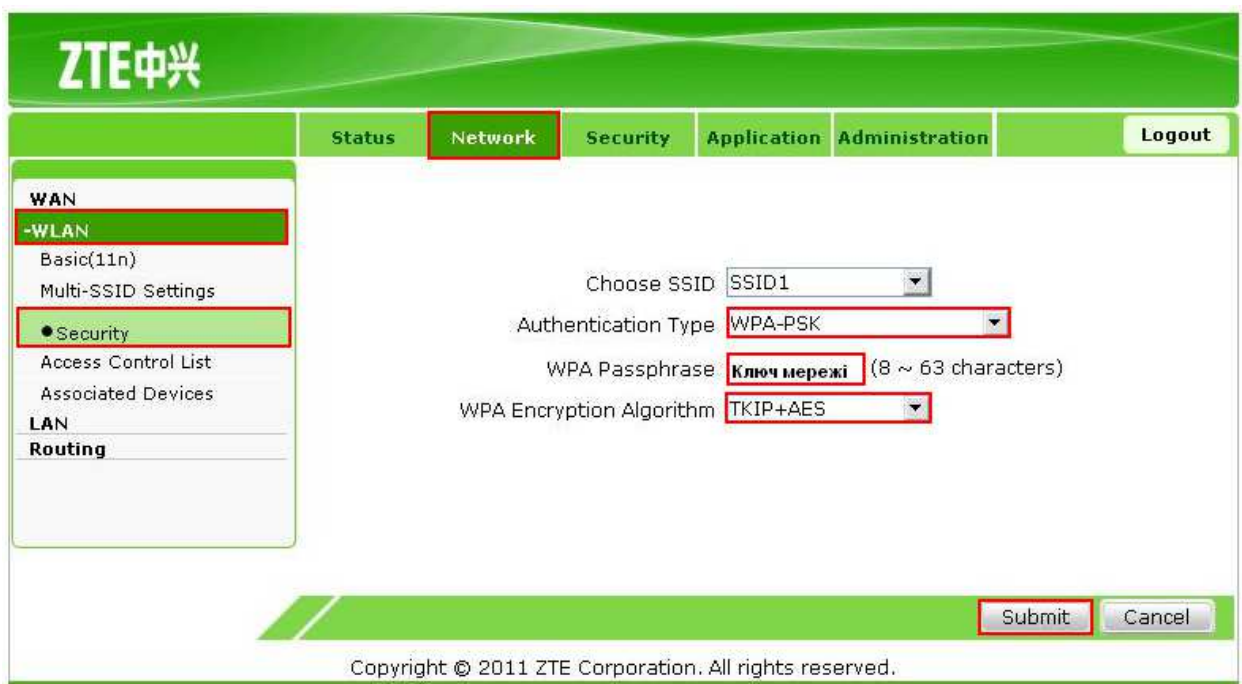 ZTE中兴
Status Network Security Application Administration Logout
WAN
-WLAN
Basic(11n)
Multi-SSID Settings
Security
Access Control List
Associated Devices
LAN
Routing
Choose SSID SSID1
Authentication Type WPA-PSK
WPA Passphrase Ключ мережі (8 ~ 63 characters)
WPA Encryption Algorithm TKIP+AES
Submit Cancel
Copyright © 2011 ZTE Corporation. All rights reserved.